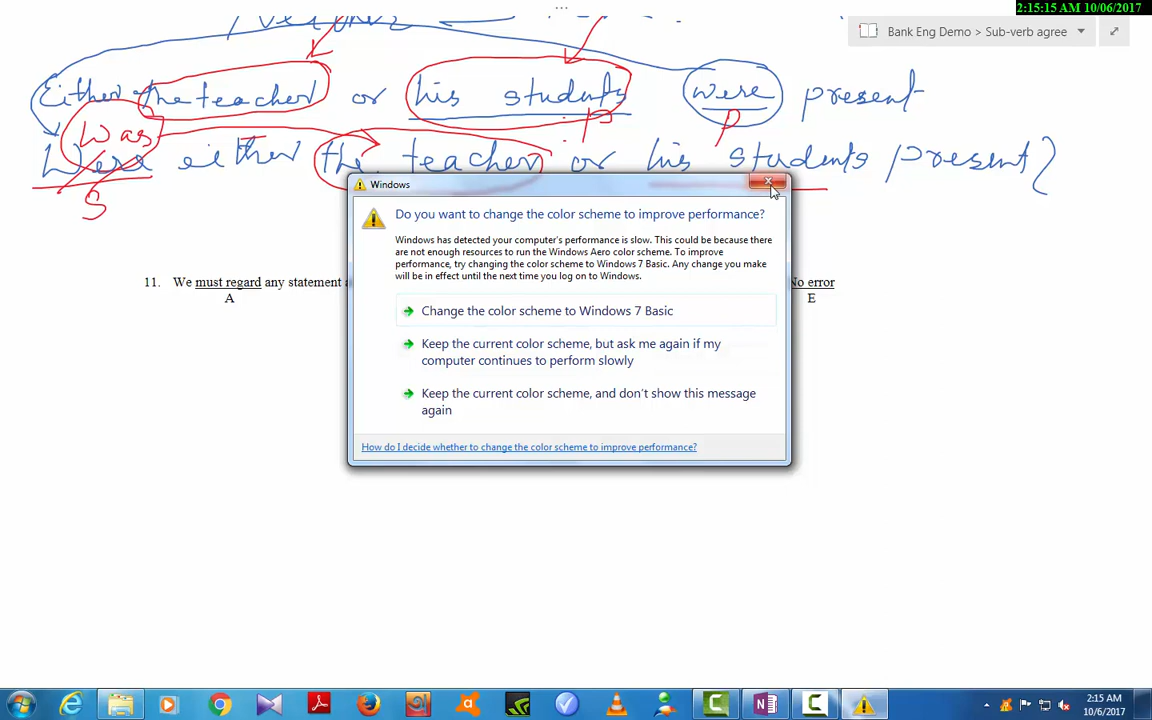 2:15:15 AM 10/06/2017
Bank Eng Demo > Sub-verb agree
Either the teacher or his students were present
P
P
was
Were either the teacher or his students present?
S
Windows
Do you want to change the color scheme to improve performance?
Windows has detected your computer's performance is slow. This could be because there
are not enough resources to run the Windows Aero color scheme. To improve
performance, try changing the color scheme to Windows 7 Basic. Any change you make
will be in effect until the next time you log on to Windows.
11. We must regard any statement
No error
A
E
Change the color scheme to Windows 7 Basic
Keep the current color scheme, but ask me again if my
computer continues to perform slowly
Keep the current color scheme, and don't show this message
again
How do I decide whether to change the color scheme to improve performance?
2:15 AM
10/6/2017